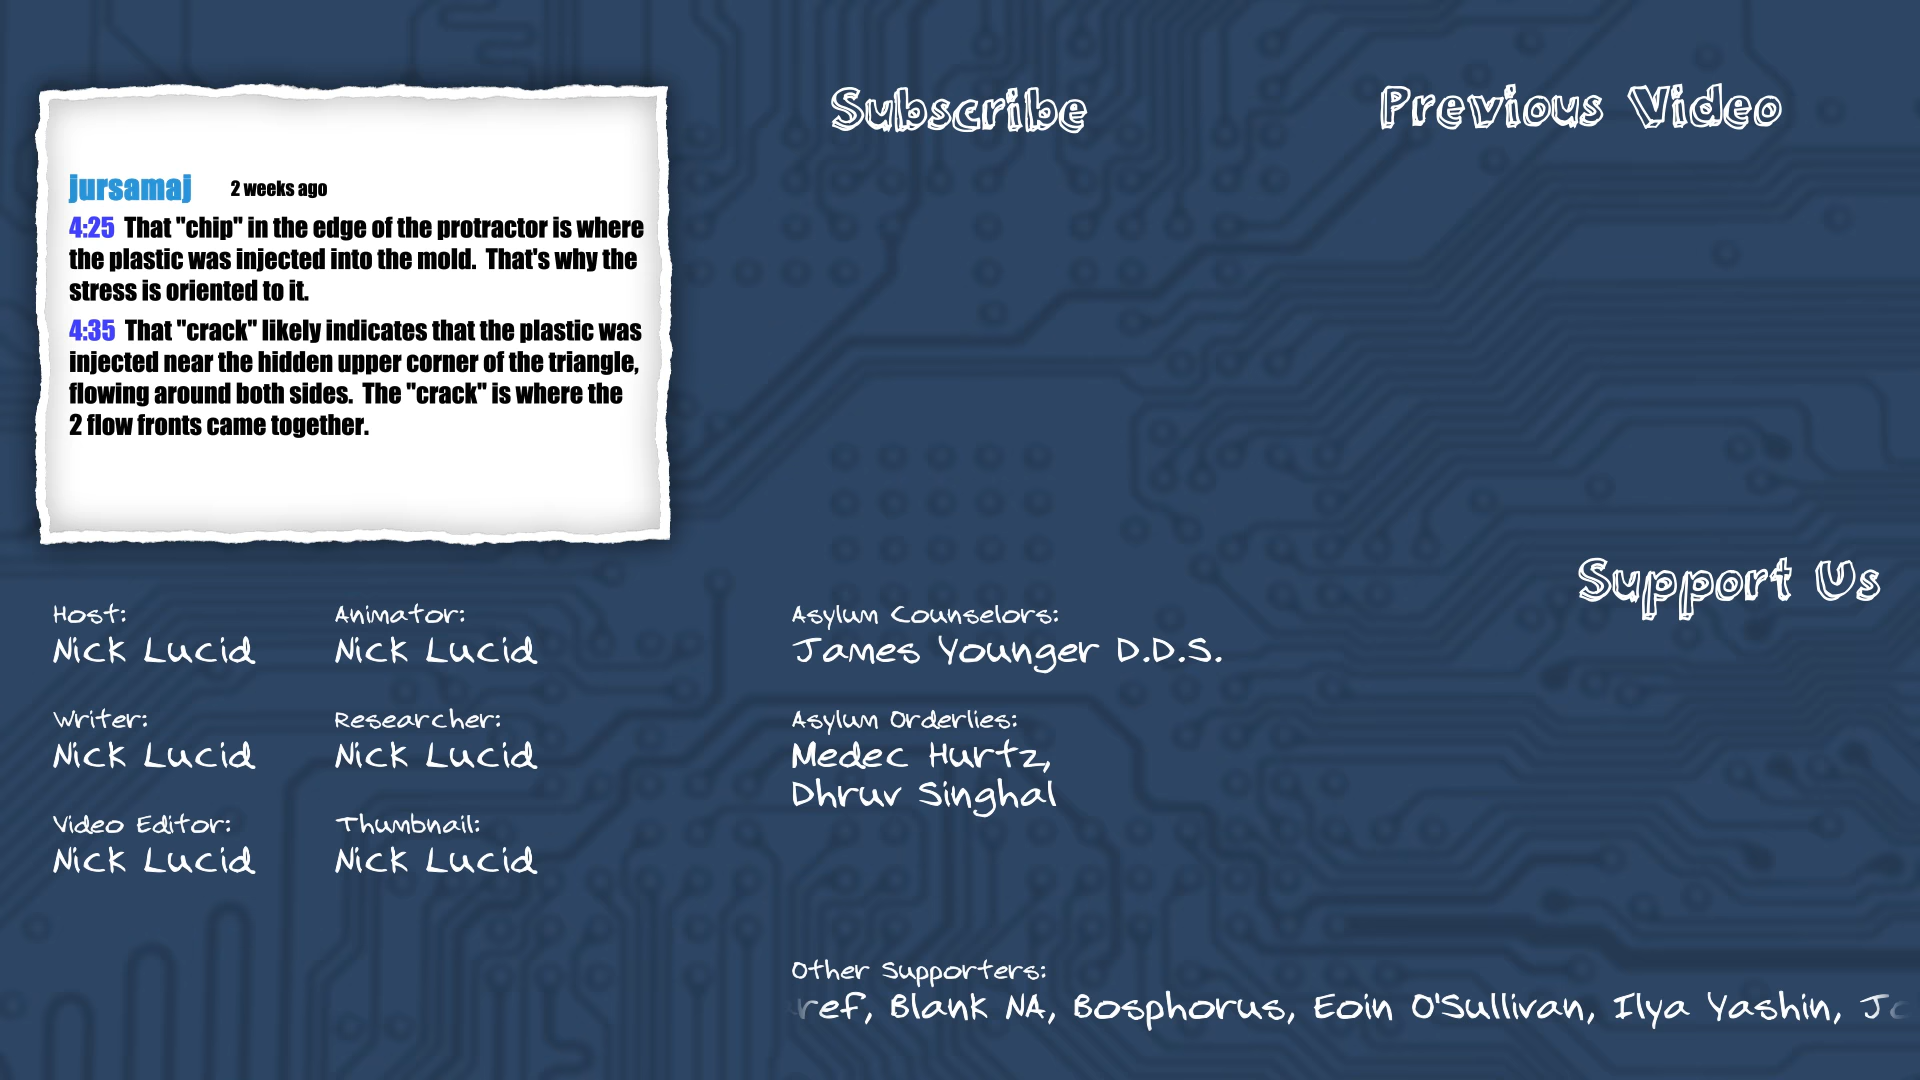 Subscribe
Previous Video
jursamaj 2 weeks ago
4:25 That "chip" in the edge of the protractor is where
the plastic was injected into the mold. That's why the
stress is oriented to it.
4:35 That "crack" likely indicates that the plastic was
injected near the hidden upper corner of the triangle,
flowing around both sides. The "crack" is where the
2 flow fronts came together.
Support Us
Host:
Nick Lucid
Animator:
Nick Lucid
Writer:
Nick Lucid
Researcher:
Nick Lucid
Video Editor:
Nick Lucid
Thumbnail:
Nick Lucid
Asylum Counselors:
James Younger D.D.S.
Asylum Orderlies:
Medec Hurtz,
Dhruv Singhal
Other Supporters:
Blank NA, Bosphorus, Eoin O'Sullivan, Ilya Yashin,